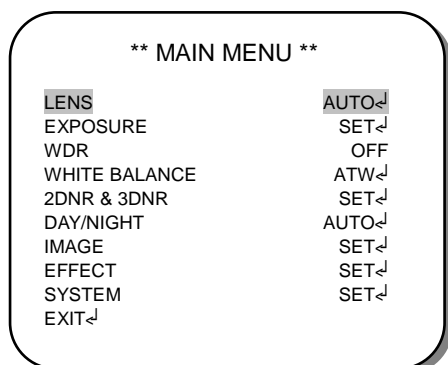 ** MAIN MENU **
LENS AUTO↲
EXPOSURE SET↲
WDR OFF
WHITE BALANCE ATW↲
2DNR & 3DNR SET↲
DAY/NIGHT AUTO↲
IMAGE SET↲
EFFECT SET↲
SYSTEM SET↲
EXIT↲